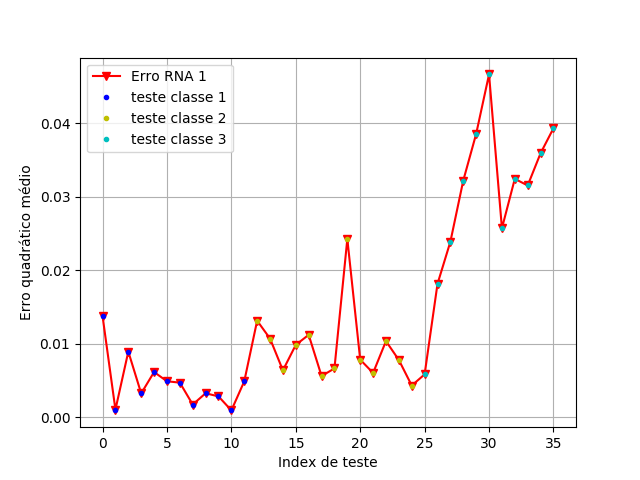 Erro RNA 1
teste classe 1
teste classe 2
teste classe 3
Erro quadrático médio
0.04
0.03
0.02
0.01
0.00
0 5 10 15 20 25 30 35
Index de teste